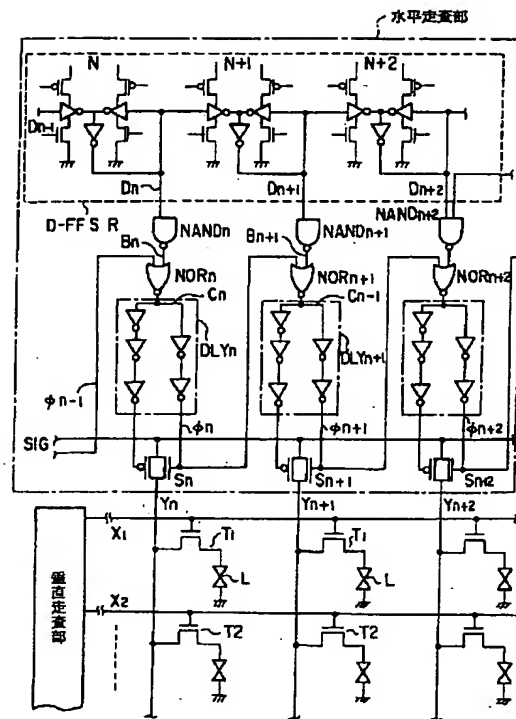 水平走査部
N N+1 N+2
Dn-1
Dn Dn+1 Dn+2
D-FF S R
NANDn NANDn+1 NANDn+2
Bn Bn+1
NORn NORn+1 NORn+2
Cn Cn-1
DLYn DLYn+1
φn-1
φn φn+1 φn+2
SIG
Sn Sn+1 Sn+2
Yn Yn+1 Yn+2
X1
T1 T1
L L
垂直走査部
X2
T2 T2